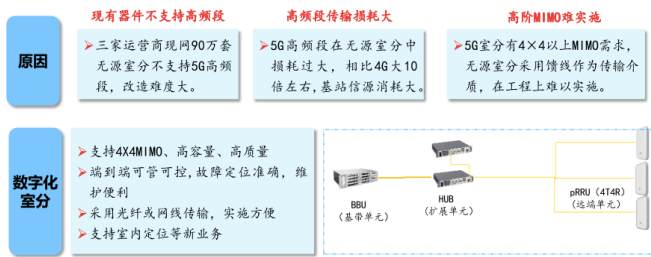 现有器件不支持高频段
高频段传输损耗大
高阶MIMO难实施
原因
三家运营商现网90万套
无源室分不支持5G高频
段，改造难度大。
5G高频段在无源室分中
损耗过大，相比4G大10
倍左右,基站信源消耗大。
5G室分有4×4以上MIMO需求,
无源室分采用馈线作为传输介
质，在工程上难以实施。
数字化
室分
支持4X4MIMO、高容量、高质量
端到端可管可控,故障定位准确，维
护便利
采用光纤或网线传输，实施方便
支持室内定位等新业务
BBU
(基带单元)
HUB
(扩展单元)
pRRU（4T4R）
(远端单元)